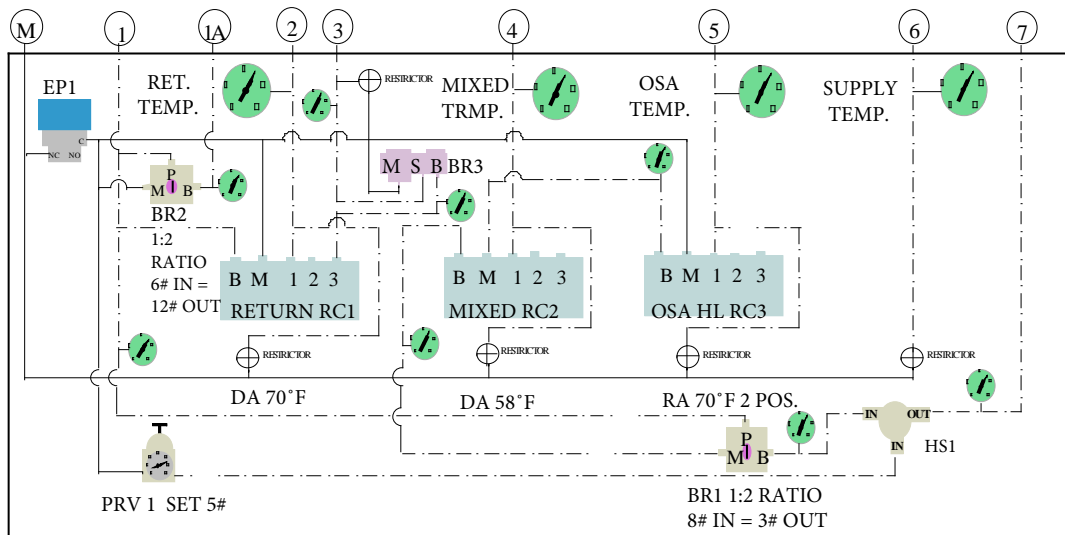 M 1 1A 2 3 4 5 6 7
EP1
RET.
TEMP.
RESTRICTOR
MIXED
TRMP.
OSA
TEMP.
SUPPLY
TEMP.
C
NC NO
P
M B
BR2
1:2
RATIO
6# IN =
12# OUT
M S B BR3
B M 1 2 3
RETURN RC1
B M 1 2 3
MIXED RC2
B M 1 2 3
OSA HL RC3
RESTRICTOR
RESTRICTOR
RESTRICTOR
RESTRICTOR
DA 70°F
DA 58°F
RA 70°F 2 POS.
P
M B
IN OUT
IN
HS1
PRV 1 SET 5#
BR1 1:2 RATIO
8# IN = 3# OUT